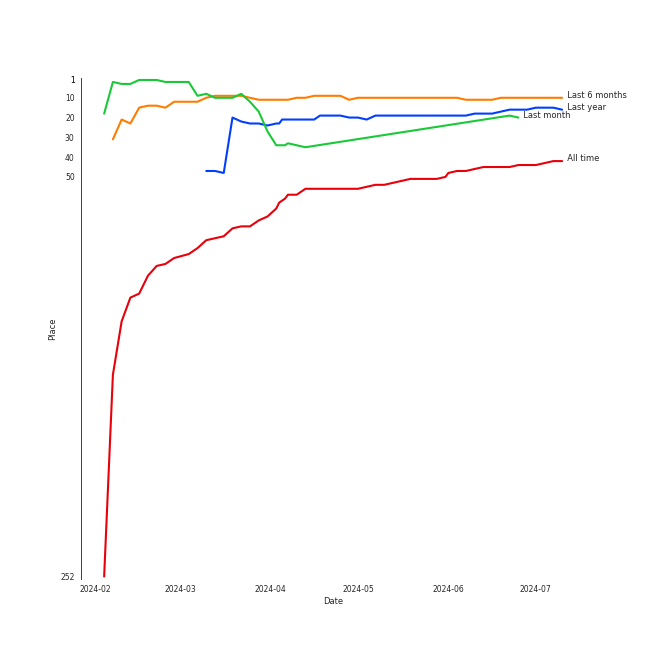 1
10
20
30
40
50
252
Place
Last 6 months
Last year
Last month
All time
2024-02
2024-03
2024-04
2024-05
2024-06
2024-07
Date